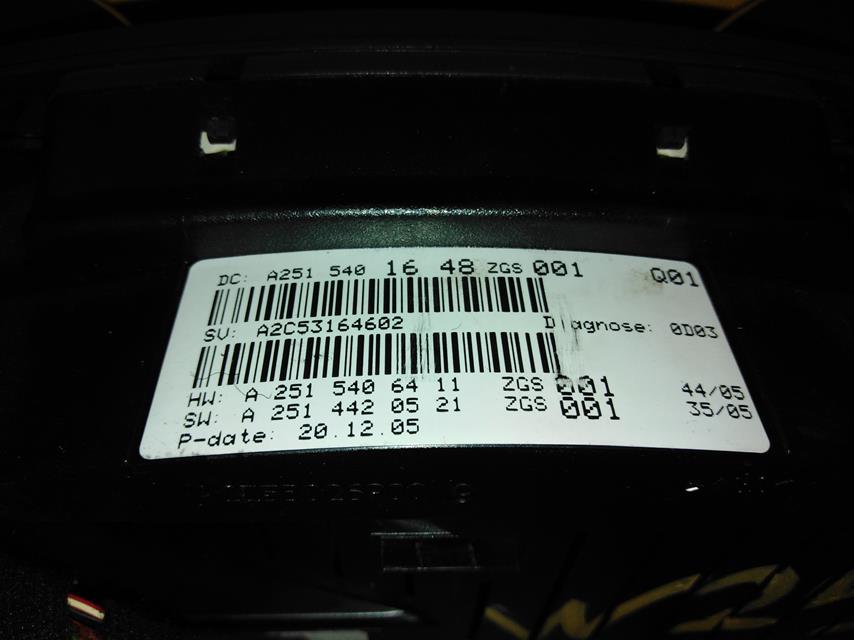 DC: A251 540 16 48 ZGS 001 Q01
SV: A2C53164602 Diagnose: 0D03
HW: A 251 540 64 11 ZGS 001 44/05
SW: A 251 442 05 21 ZGS 001 35/05
P-date: 20.12.05